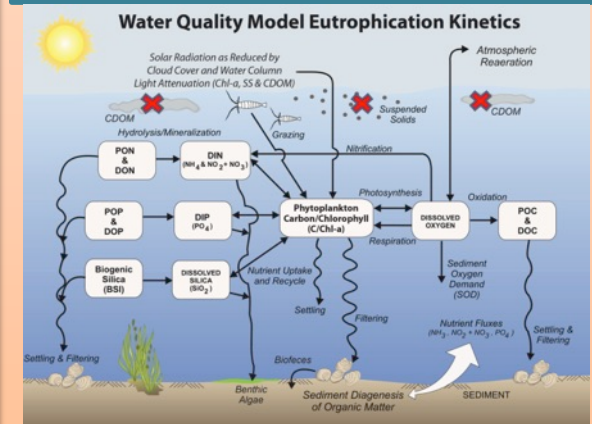 Water Quality Model Eutrophication Kinetics
Solar Radiation as Reduced by
Cloud Cover and Water Column
Light Attenuation (Chl-a, SS & CDOM)
Atmospheric
Reaeration
CDOM
Grazing
Suspended
Solids
CDOM
Hydrolysis/Mineralization
Nitrification
PON
&
DON
DIN
(NH4 & NO2 + NO3)
Photosynthesis
Oxidation
POP
&
DOP
DIP
(PO4)
Phytoplankton
Carbon/Chlorophyll
(C/Chl-a)
DISSOLVED
OXYGEN
POC
&
DOC
Respiration
Biogenic
Silica
(BSI)
DISSOLVED
SILICA
(SiO2)
Nutrient Uptake
and Recycle
Sediment
Oxygen
Demand
(SOD)
Settling
Filtering
Nutrient Fluxes
(NH3, NO2 + NO3, PO4)
Settling &
Filtering
Settling & Filtering
Biofeces
Benthic
Algae
Sediment Diagenesis
of Organic Matter
SEDIMENT